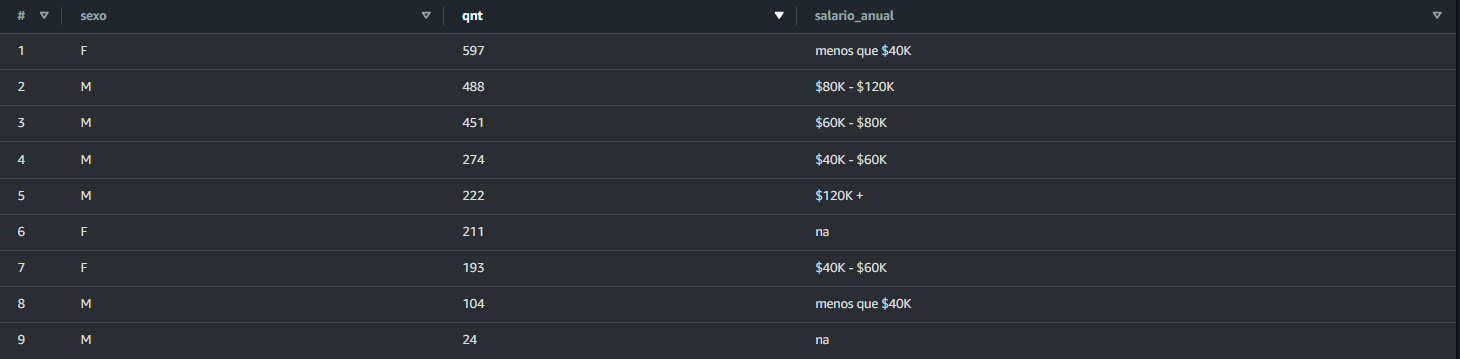 # sexo qnt salario_anual
1 F 597 menos que $40K
2 M 488 $80K - $120K
3 M 451 $60K - $80K
4 M 274 $40K - $60K
5 M 222 $120K +
6 F 211 na
7 F 193 $40K - $60K
8 M 104 menos que $40K
9 M 24 na